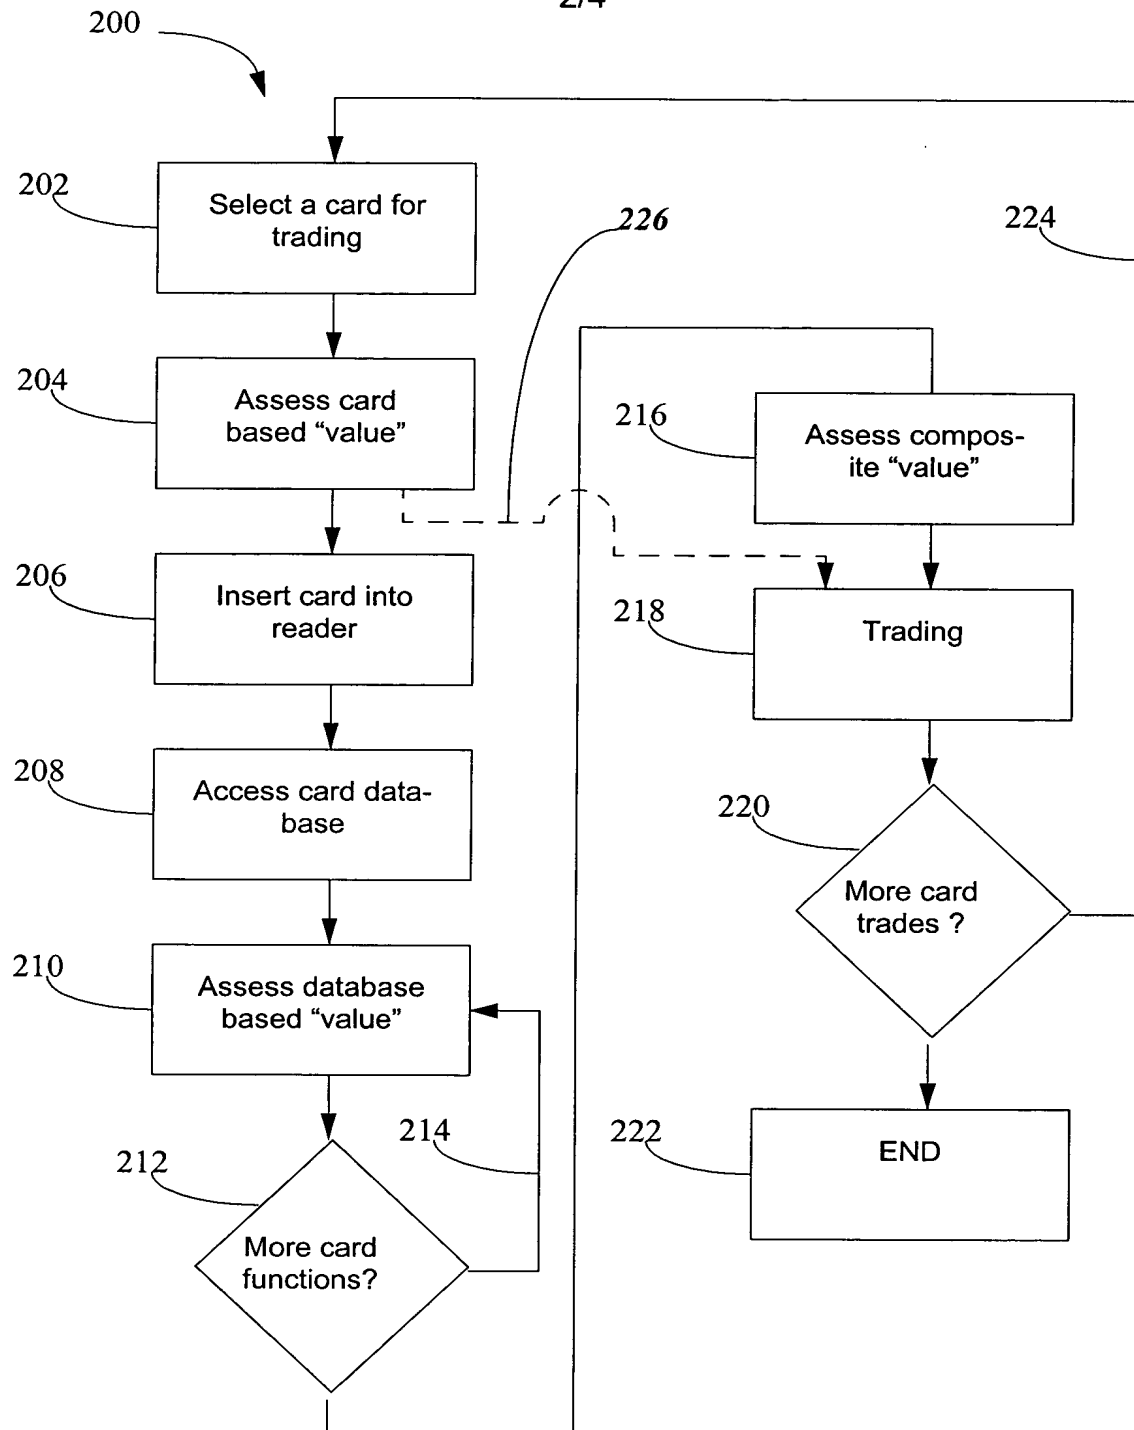 2/4
200
202
Select a card for
trading
226
224
204
Assess card
based “value”
216
Assess compos-
ite “value”
206
Insert card into
reader
218
Trading
208
Access card data-
base
220
More card
trades ?
210
Assess database
based “value”
214
222
END
212
More card
functions?